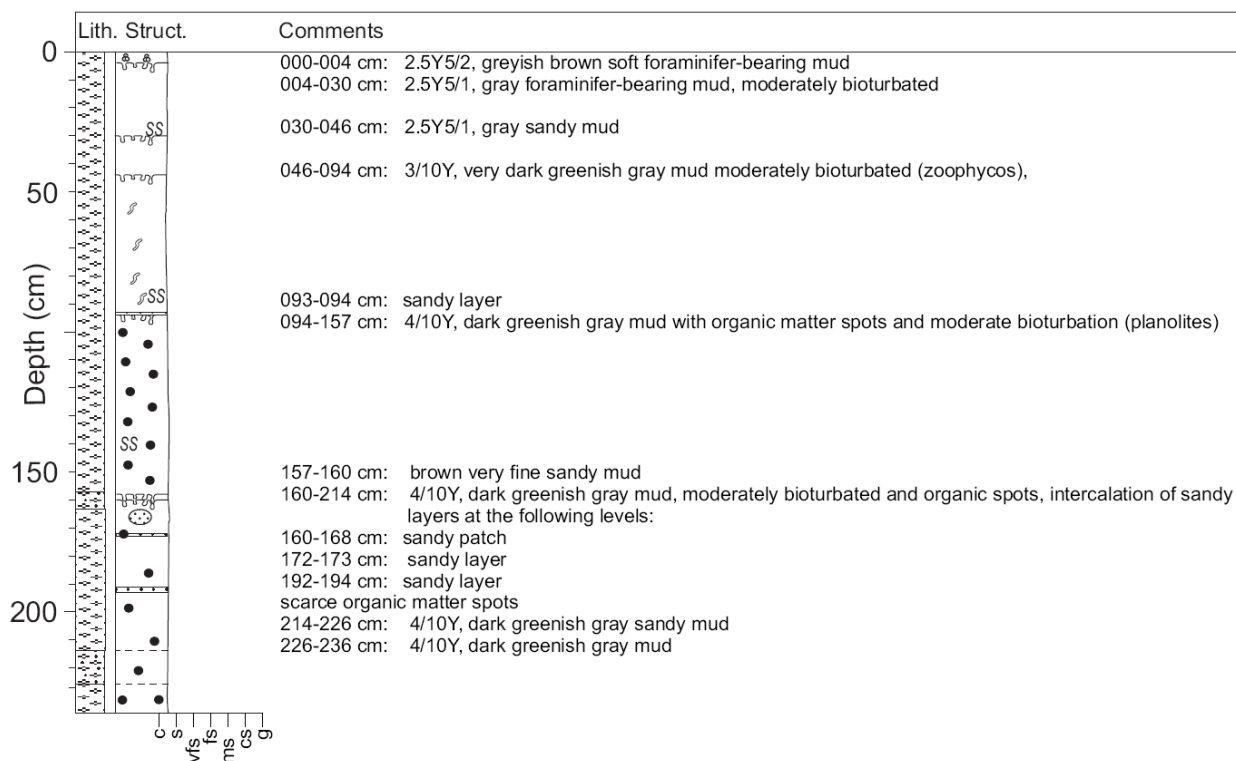 Lith. Struct. Comments
0
000-004 cm: 2.5Y5/2, greyish brown soft foraminifer-bearing mud
004-030 cm: 2.5Y5/1, gray foraminifer-bearing mud, moderately bioturbated
SS
030-046 cm: 2.5Y5/1, gray sandy mud
046-094 cm: 3/10Y, very dark greenish gray mud moderately bioturbated (zoophycos),
50
SS
093-094 cm: sandy layer
094-157 cm: 4/10Y, dark greenish gray mud with organic matter spots and moderate bioturbation (planolites)
Depth (cm)
SS
150
157-160 cm: brown very fine sandy mud
160-214 cm: 4/10Y, dark greenish gray mud, moderately bioturbated and organic spots, intercalation of sandy
layers at the following levels:
160-168 cm: sandy patch
172-173 cm: sandy layer
192-194 cm: sandy layer
scarce organic matter spots
200
214-226 cm: 4/10Y, dark greenish gray sandy mud
226-236 cm: 4/10Y, dark greenish gray mud
c s vfs fs ms cs g